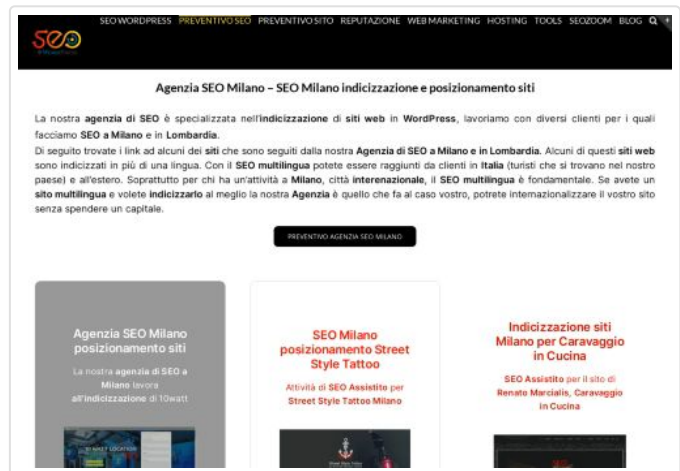 SEO WORDPRESS PREVENTIVO SEO PREVENTIVO SITO REPUTAZIONE WEB MARKETING HOSTING TOOLS SEOZOOM BLOG
seo
Agenzia SEO Milano – SEO Milano indicizzazione e posizionamento siti
La nostra agenzia di SEO è specializzata nell'indicizzazione di siti web in WordPress, lavoriamo con diversi clienti per i quali
facciamo SEO a Milano e in Lombardia.
Di seguito trovate i link ad alcuni dei siti che sono seguiti dalla nostra Agenzia di SEO a Milano e in Lombardia. Alcuni di questi siti web
sono indicizzati in più di una lingua. Con il SEO multilingua potete essere raggiunti da clienti in Italia (turisti che si trovano nel nostro
paese) e all'estero. Soprattutto per chi ha un'attività a Milano, città interenazionale, il SEO multilingua è fondamentale. Se avete un
sito multilingua e volete indicizzarlo al meglio la nostra Agenzia è quello che fa al caso vostro, potrete internazionalizzare il vostro sito
senza spendere un capitale.
PREVENTIVO AGENZIA SEO MILANO
Agenzia SEO Milano
posizionamento siti
La nostra agenzia di SEO a
Milano lavora
all'indicizzazione di 10watt
10 WATT LOCATION
SEO Milano
posizionamento Street
Style Tattoo
Attività di SEO Assistito per
Street Style Tattoo Milano
Indicizzazione siti
Milano per Caravaggio
in Cucina
SEO Assistito per il sito di
Renato Marcialis, Caravaggio
in Cucina